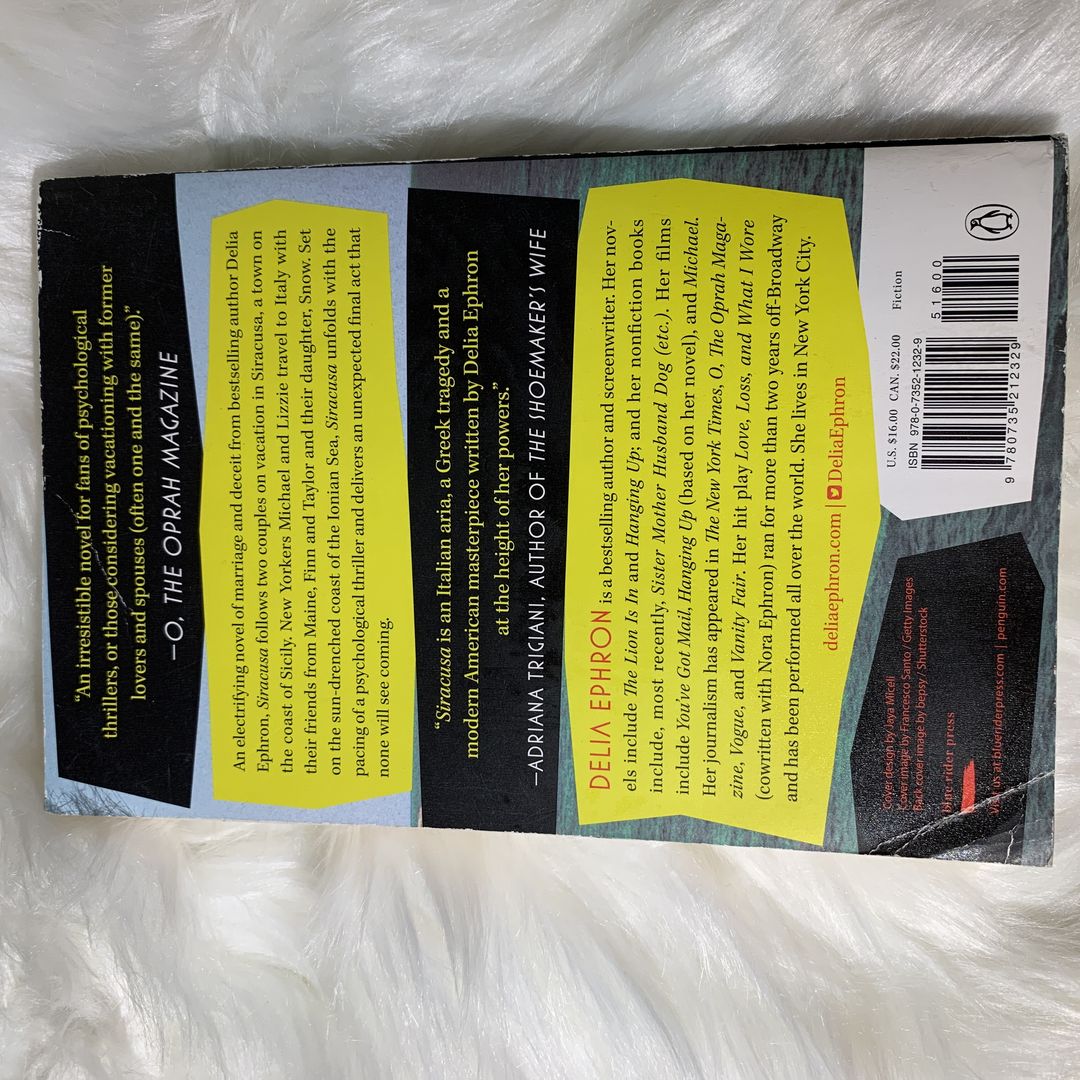 “An irresistible novel for fans of psychological
thrillers, or those considering vacationing with former
lovers and spouses (often one and the same).”
—O, THE OPRAH MAGAZINE
An electrifying novel of marriage and deceit from bestselling author Delia
Ephron, Siracusa follows two couples on vacation in Siracusa, a town on
the coast of Sicily. New Yorkers Michael and Lizzie travel to Italy with
their friends from Maine, Finn and Taylor and their daughter, Snow. Set
on the sun-drenched coast of the Ionian Sea, Siracusa unfolds with the
pacing of a psychological thriller and delivers an unexpected final act that
none will see coming.
“Siracusa is an Italian aria, a Greek tragedy and a
modern American masterpiece written by Delia Ephron
at the height of her powers.”
—ADRIANA TRIGIANI, AUTHOR OF THE SHOEMAKER'S WIFE
DELIA EPHRON is a bestselling author and screenwriter. Her nov-
els include The Lion Is In and Hanging Up; and her nonfiction books
include, most recently, Sister Mother Husband Dog (etc.). Her films
include You've Got Mail, Hanging Up (based on her novel), and Michael.
Her journalism has appeared in The New York Times, O, The Oprah Maga-
zine, Vogue, and Vanity Fair. Her hit play Love, Loss, and What I Wore
(cowritten with Nora Ephron) ran for more than two years off-Broadway
and has been performed all over the world. She lives in New York City.
deliaephron.com | DeliaEphron
Cover design by Jaya Miceli
Cover image by Francesco Santo / Getty Images
Back cover image by bepsy / Shutterstock
blue rider press
Visit us at blueriderpress.com | penguin.com
U.S. $16.00 CAN. $22.00 Fiction
ISBN 978-0-7352-1232-9
51600
9 780735 212329